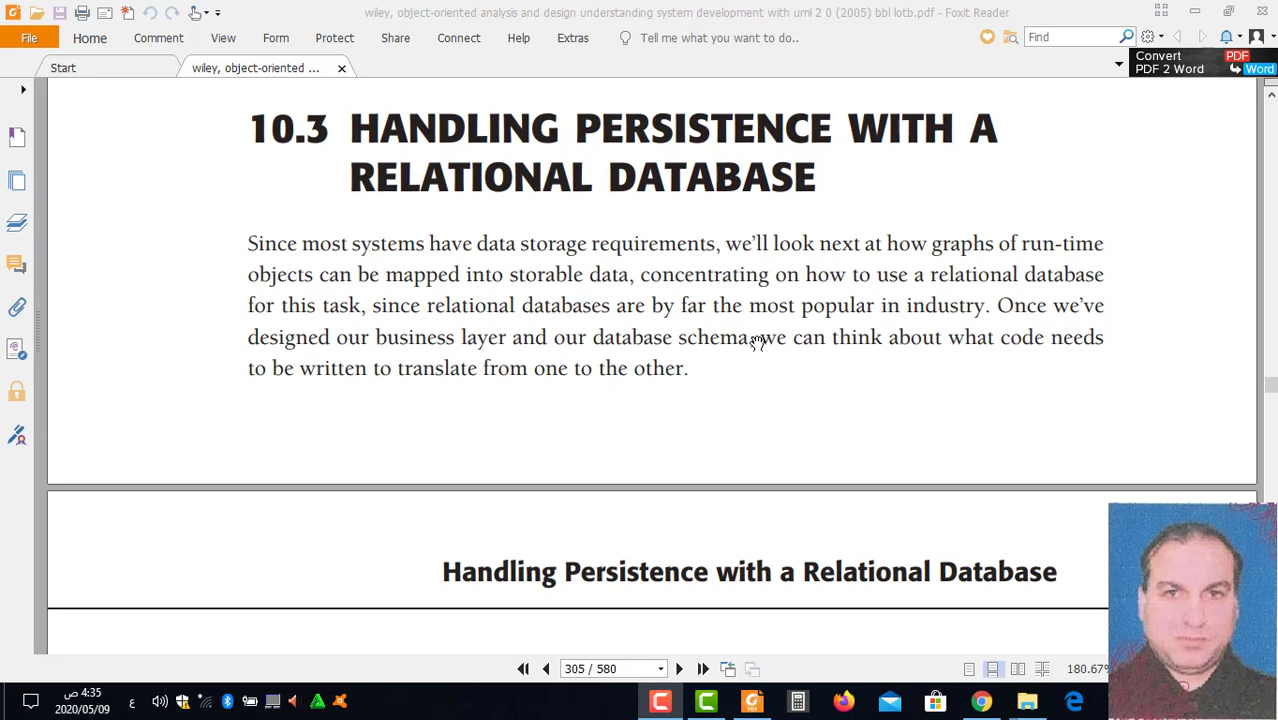 wiley, object-oriented analysis and design understanding system development with uml 2 0 (2005) bbl lotb.pdf - Foxit Reader
File Home Comment View Form Protect Share Connect Help Extras Tell me what you want to do.. Find
Start wiley, object-oriented ...
Convert PDF
PDF 2 Word Word
10.3 HANDLING PERSISTENCE WITH A
RELATIONAL DATABASE
Since most systems have data storage requirements, we'll look next at how graphs of run-time
objects can be mapped into storable data, concentrating on how to use a relational database
for this task, since relational databases are by far the most popular in industry. Once we've
designed our business layer and our database schema, we can think about what code needs
to be written to translate from one to the other.
Handling Persistence with a Relational Database
305 / 580
180.67%
4:35 ص
2020/05/09
ع